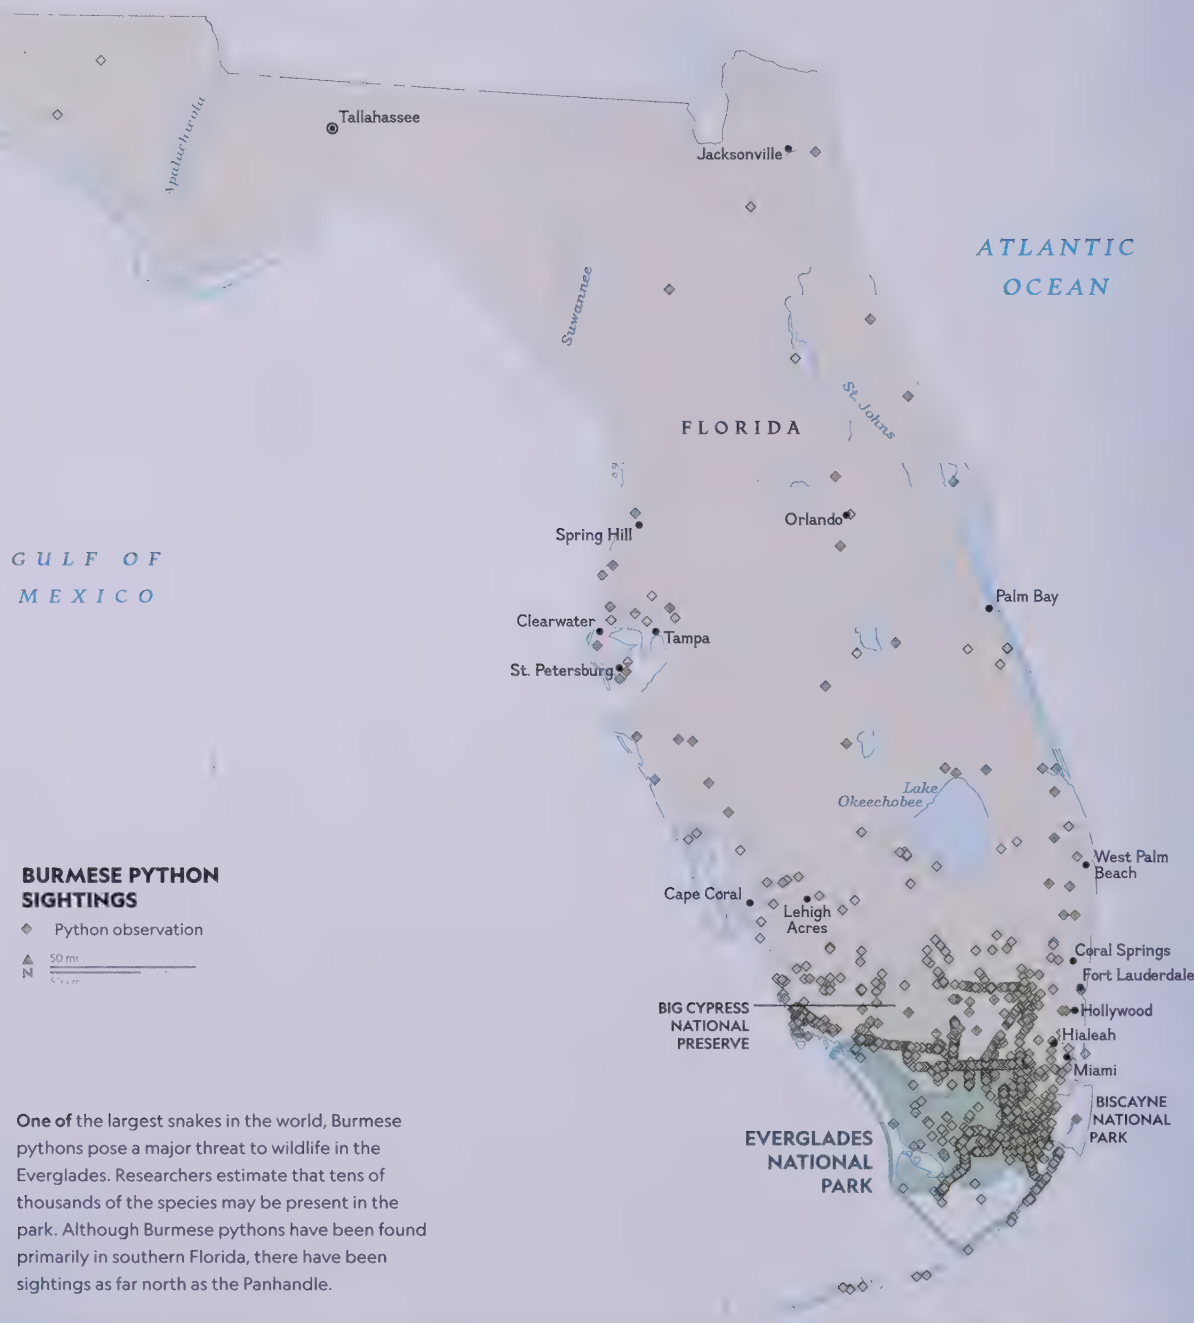 Tallahassee
Apalachicola
Jacksonville
ATLANTIC
OCEAN
Suwannee
St. Johns
FLORIDA
Spring Hill
Orlando
GULF OF
MEXICO
Palm Bay
Clearwater
Tampa
St. Petersburg
Lake
Okeechobee
West Palm
Beach
BURMESE PYTHON
SIGHTINGS
Python observation
50 mi
N
Cape Coral
Lehigh
Acres
Coral Springs
Fort Lauderdale
BIG CYPRESS
NATIONAL
PRESERVE
Hollywood
Hialeah
Miami
BISCAYNE
NATIONAL
PARK
EVERGLADES
NATIONAL
PARK
One of the largest snakes in the world, Burmese
pythons pose a major threat to wildlife in the
Everglades. Researchers estimate that tens of
thousands of the species may be present in the
park. Although Burmese pythons have been found
primarily in southern Florida, there have been
sightings as far north as the Panhandle.